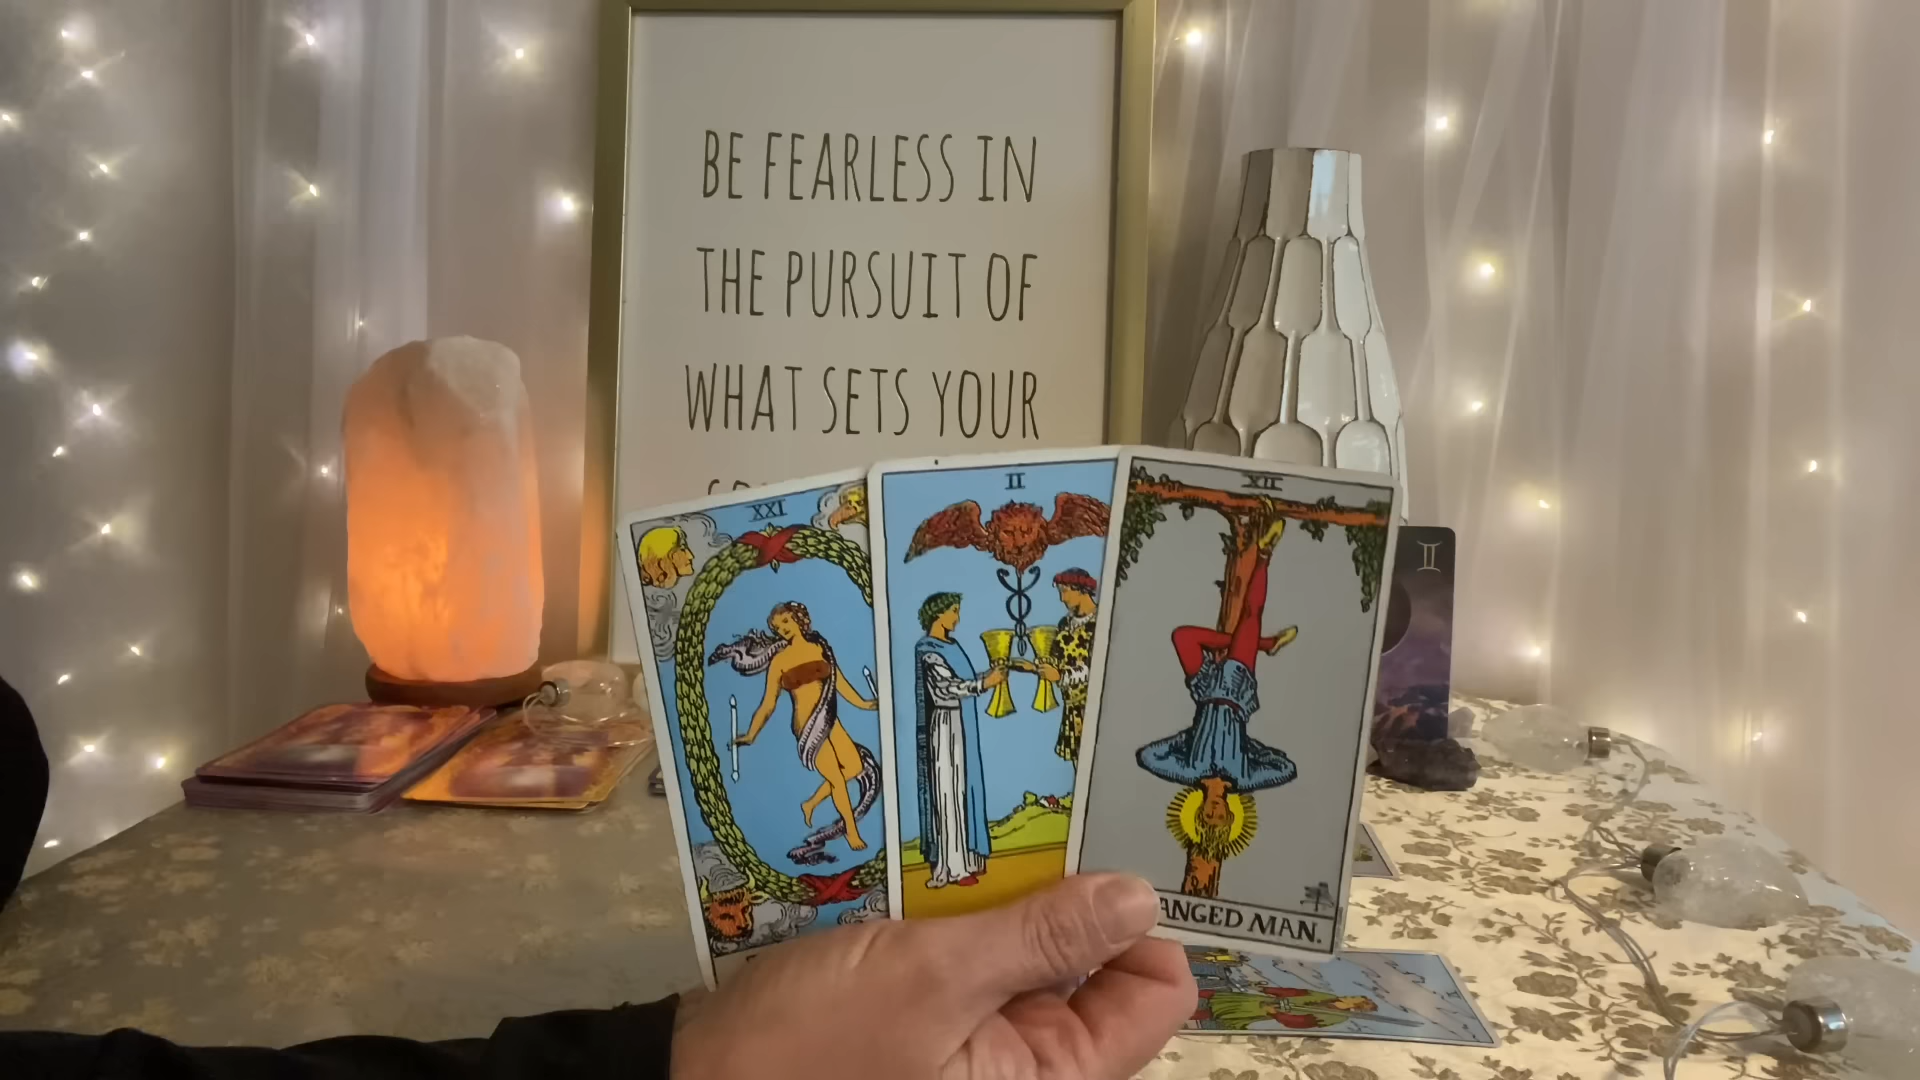 BE FEARLESS IN
THE PURSUIT OF
WHAT SETS YOUR
XXI
II
XII
ANGED MAN.